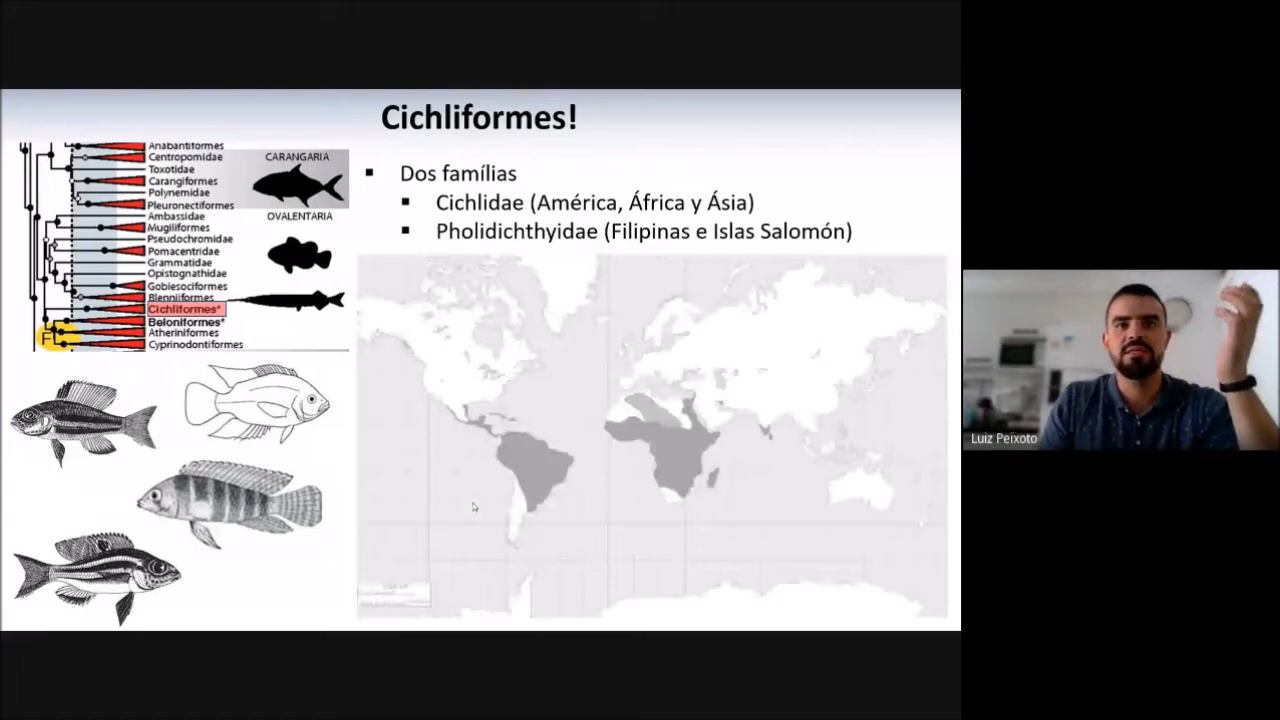 Cichliformes!
Anabantiformes
Centropomidae
Toxotidae
Carangiformes
Polynemidae
Pleuronectiformes
Ambassidae
Mugiliformes
Pseudochromidae
Pomacentridae
Grammatidae
Opistognathidae
Gobiesociformes
Blenniiformes
Cichliformes*
Beloniformes*
Atheriniformes
Cyprinodontiformes
F
CARANGARIA
OVALENTARIA
▪ Dos famílias
▪ Cichlidae (América, África y Ásia)
▪ Pholidichthyidae (Filipinas e Islas Salomón)
Luiz Peixoto